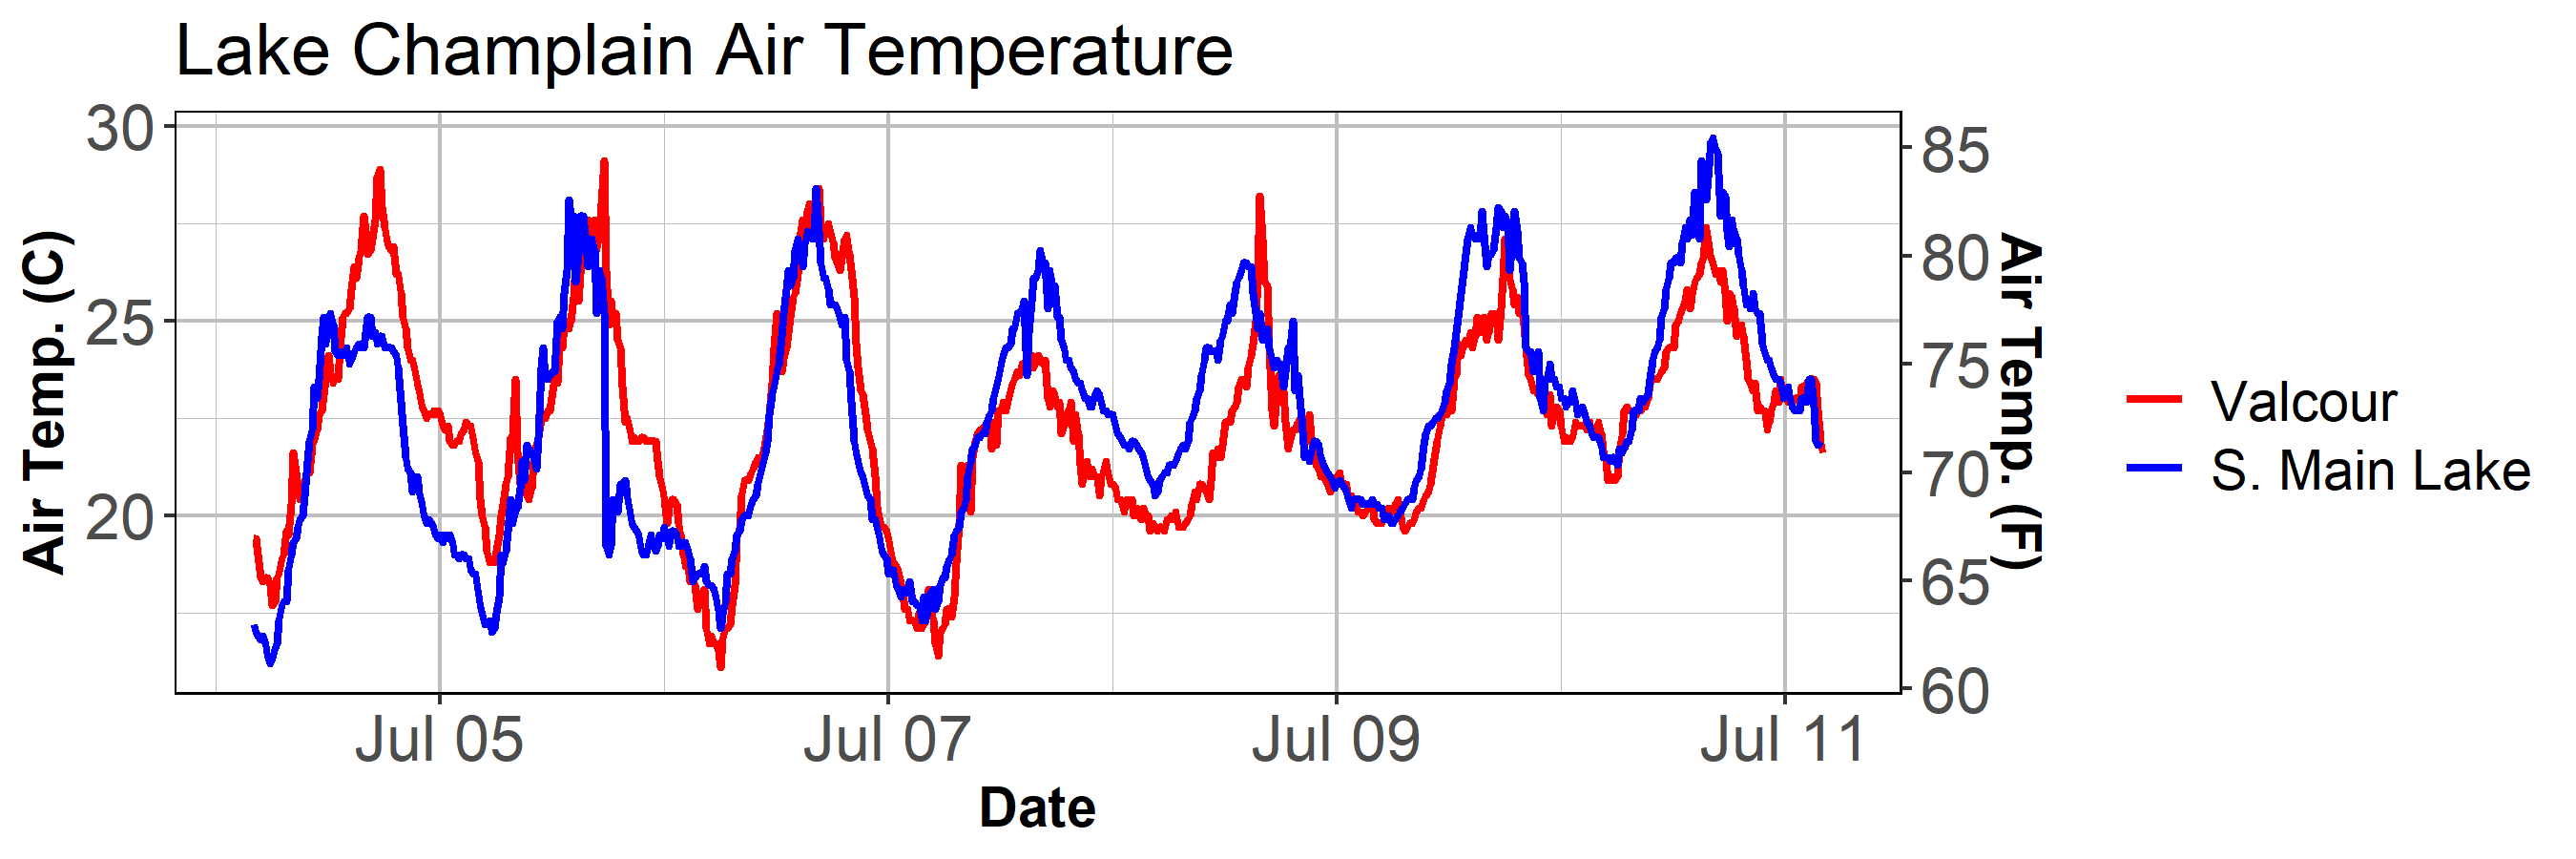 Lake Champlain Air Temperature
Air Temp. (C)
30
25
20
85
80
75
70
65
60
Air Temp. (F)
Jul 05
Jul 07
Jul 09
Jul 11
Date
Valcour
S. Main Lake